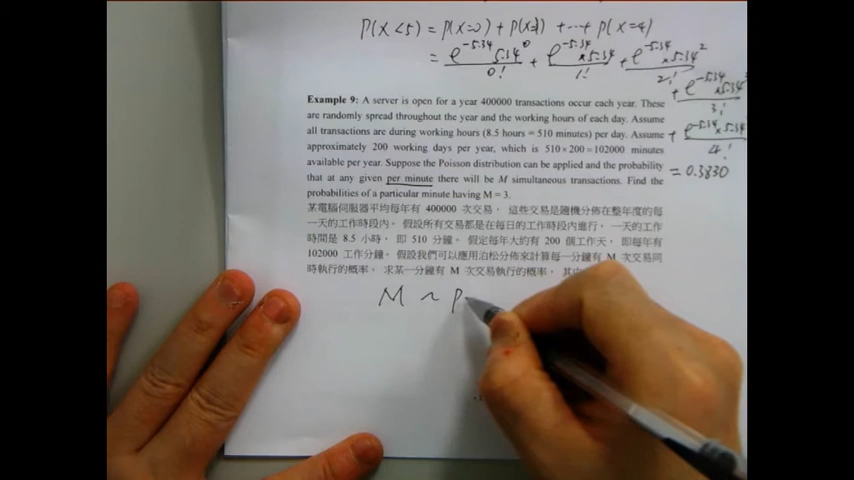 P(X<5) = P(X=0) + P(X=1) + ... + P(X=4)
= e^-5.34 5.34^0 / 0! + e^-5.34 x5.34 / 1! + e^-5.34 x5.34^2 / 2!
+ e^-5.34 x5.34^3 / 3!
+ e^-5.34 x5.34 / 4!
= 0.3830
Example 9: A server is open for a year 400000 transactions occur each year. These
are randomly spread throughout the year and the working hours of each day. Assume
all transactions are during working hours (8.5 hours = 510 minutes) per day. Assume
approximately 200 working days per year, which is 510×200=102000 minutes
available per year. Suppose the Poisson distribution can be applied and the probability
that at any given per minute there will be M simultaneous transactions. Find the
probabilities of a particular minute having M = 3.
某電腦伺服器平均每年有 400000 次交易， 這些交易是隨機分佈在整年度的每
一天的工作時段內。 假設所有交易都是在每日的工作時段內進行， 一天的工作
時間是 8.5 小時， 即 510 分鐘。 假定每年大約有 200 個工作天， 即每年有
102000 工作分鐘。 假設我們可以應用泊松分佈來計算每一分鐘有 M 次交易同
時執行的概率。 求某一分鐘有 M 次交易執行的概率，
M ~ P